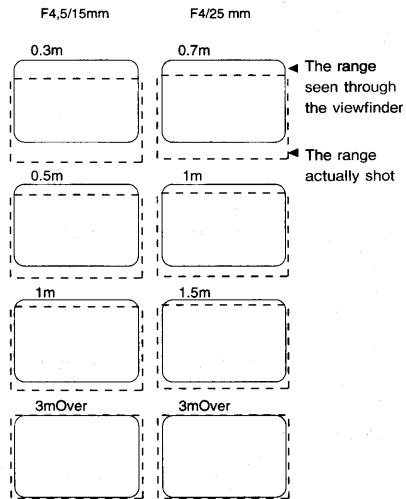 F4,5/15mm F4/25 mm
0.3m 0.7m
The range
seen through
the viewfinder
The range
actually shot
0.5m 1m
1m 1.5m
3mOver 3mOver